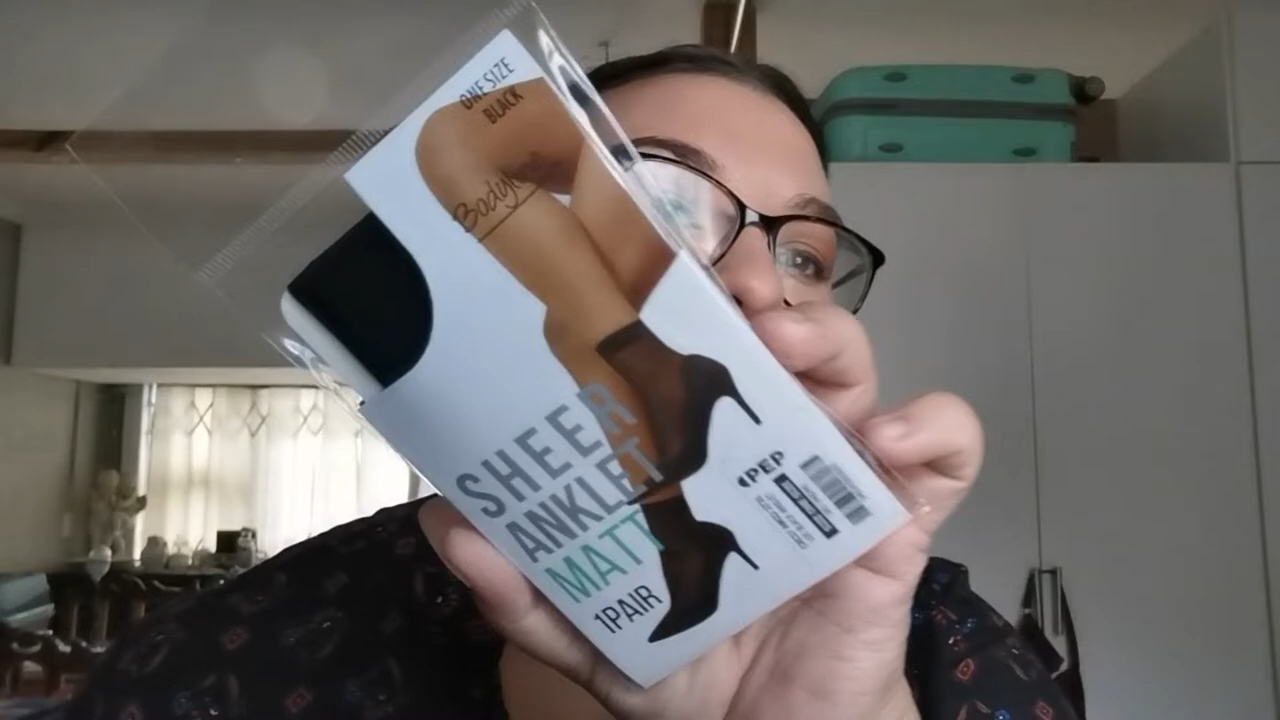 ONE SIZE
BLACK
SHEER
ANKLET
MATT
1PAIR
PEP